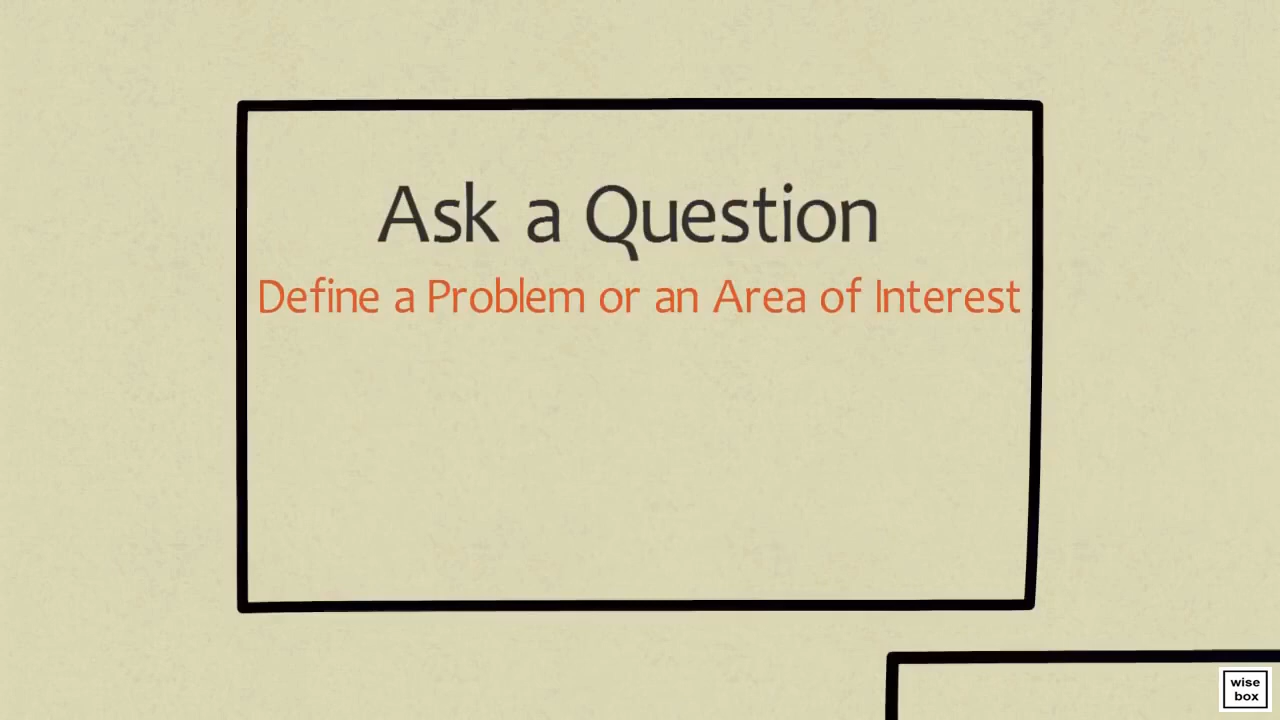 Ask a Question
Define a Problem or an Area of Interest
wise
box